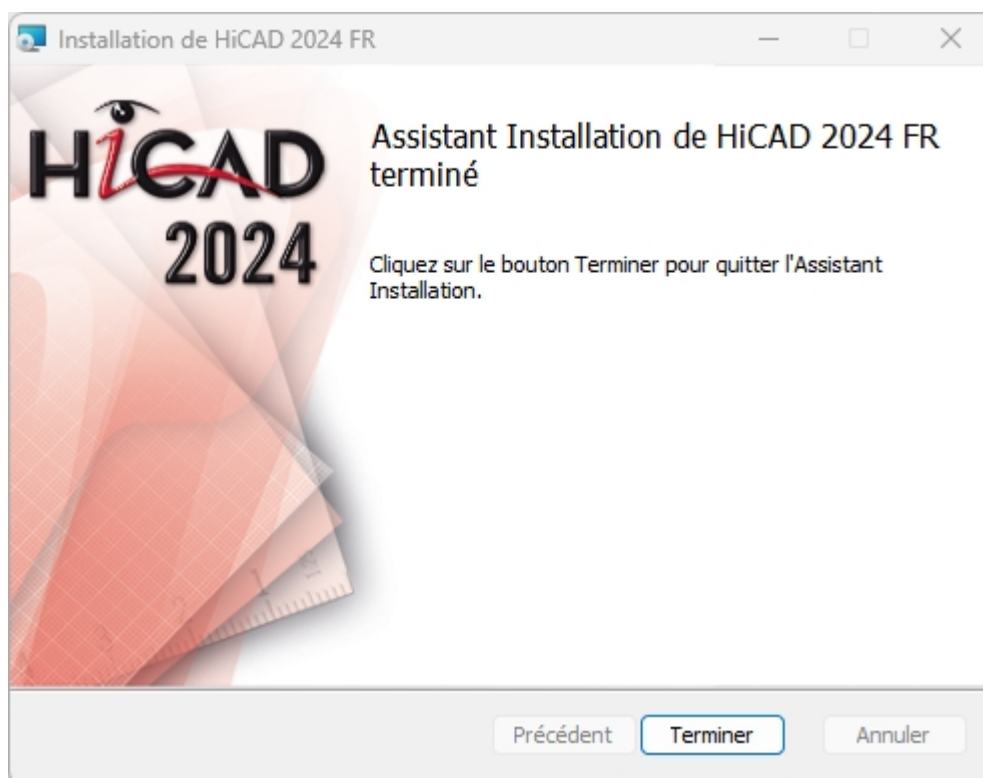 Installation de HiCAD 2024 FR
HiCAD
2024
Assistant Installation de HiCAD 2024 FR
terminé
Cliquez sur le bouton Terminer pour quitter l'Assistant
Installation.
Précédent
Terminer
Annuler